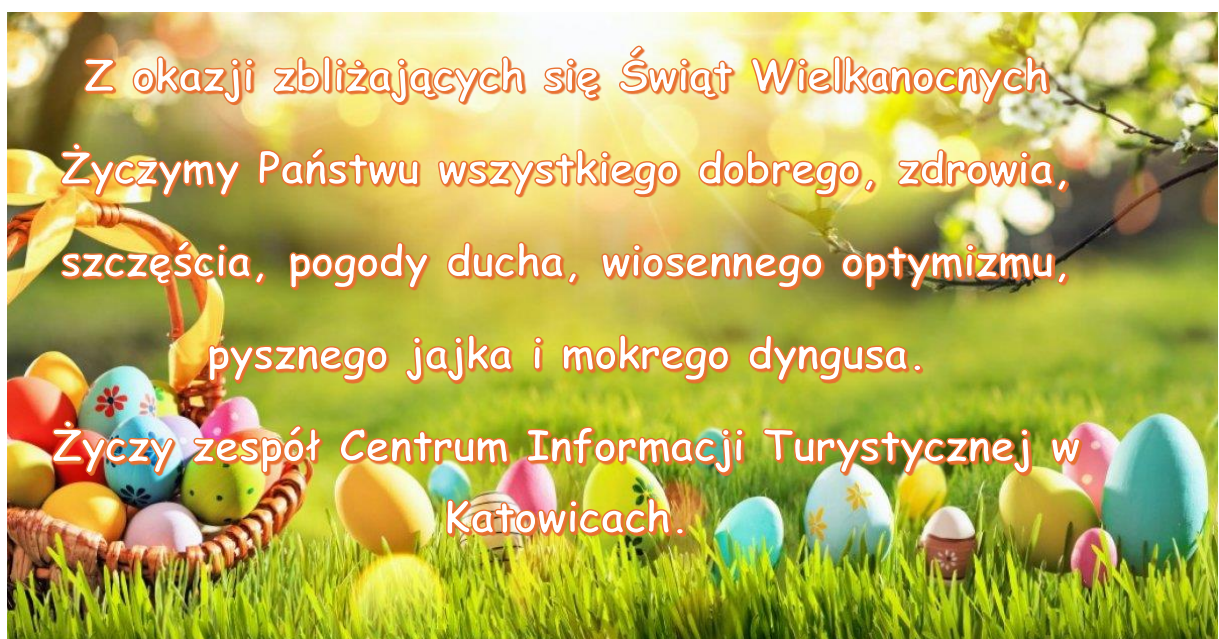 Z okazji zbliżających się Świąt Wielkanocnych
Życzymy Państwu wszystkiego dobrego, zdrowia,
szczęścia, pogody ducha, wiosennego optymizmu,
pysznego jajka i mokrego dyngusa.
Życzy zespół Centrum Informacji Turystycznej w
Katowicach.